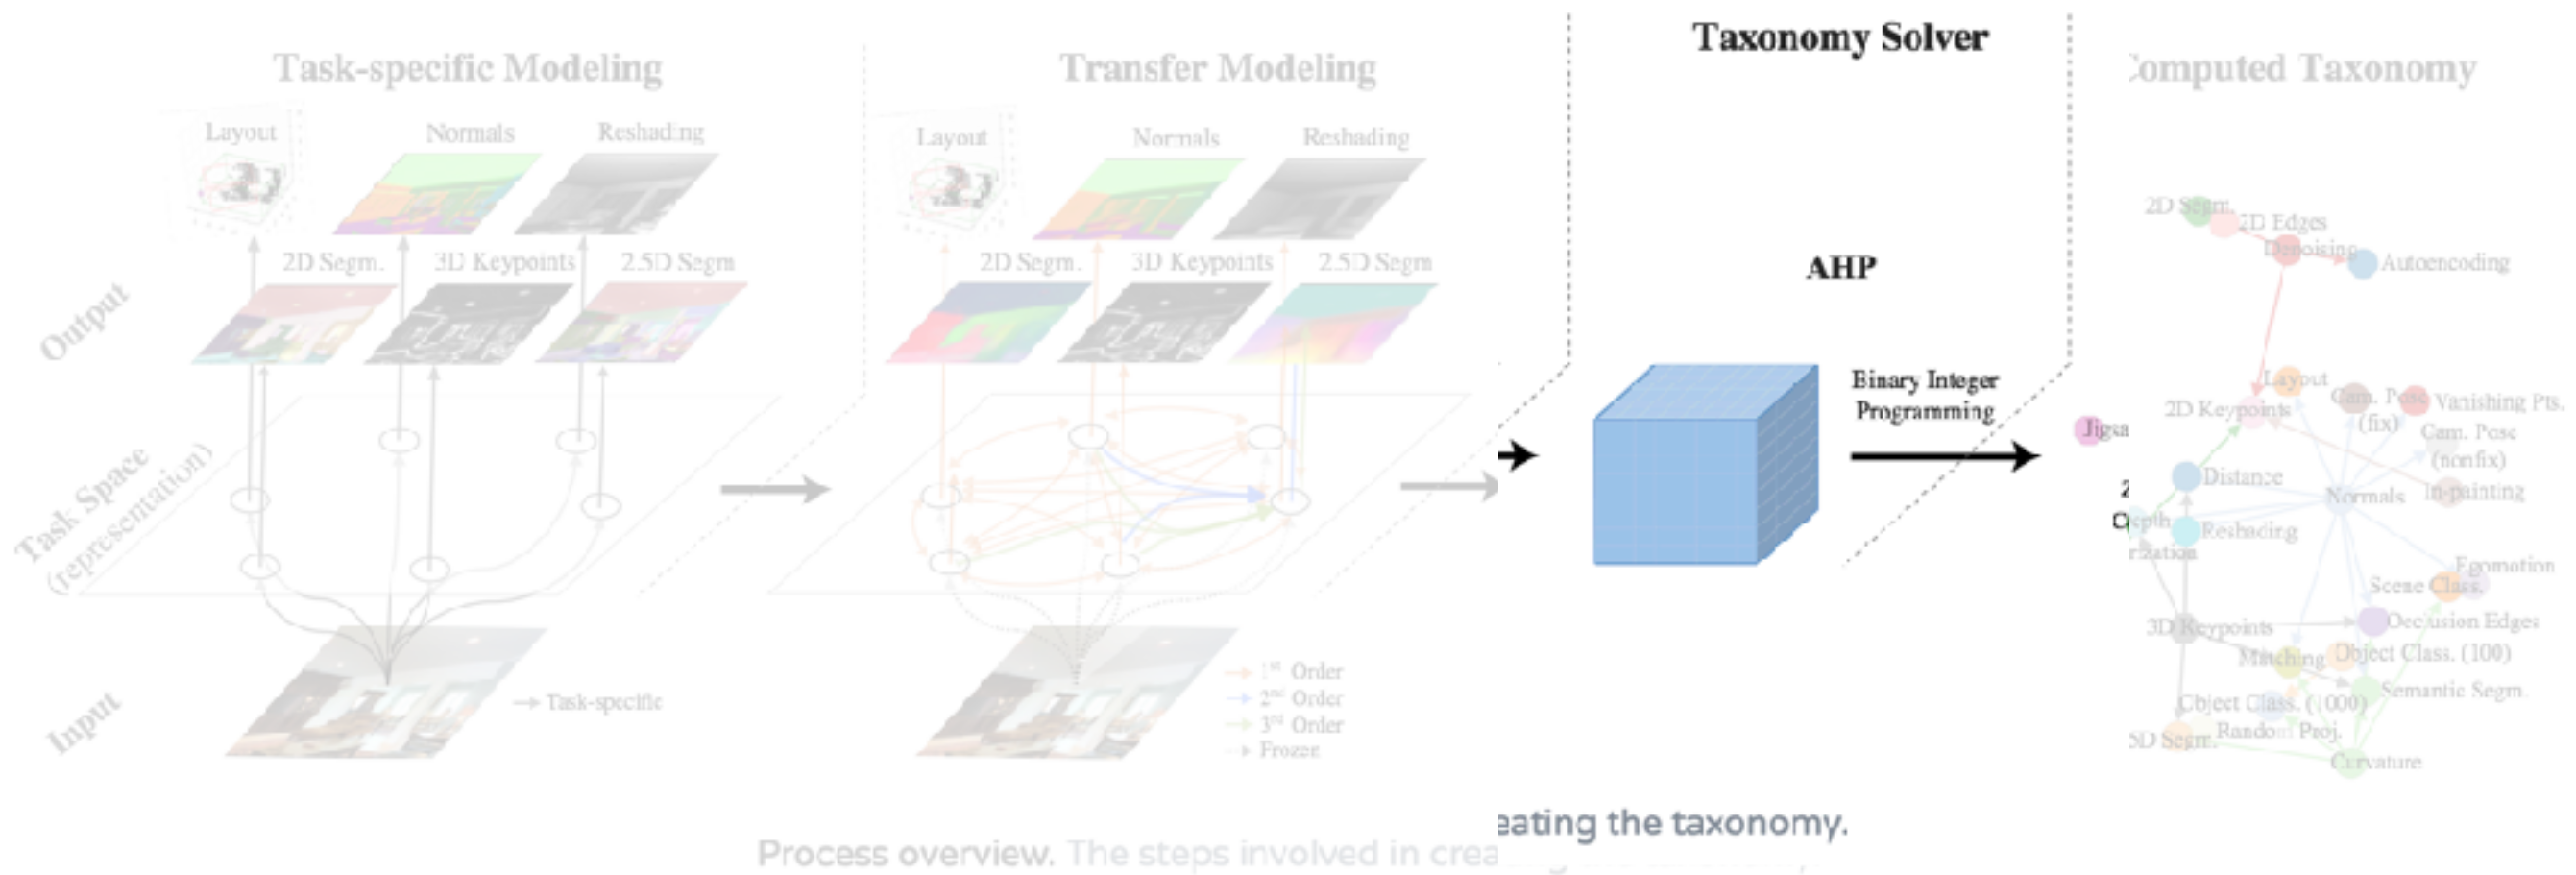 Task-specific Modeling
Transfer Modeling
Taxonomy Solver
Computed Taxonomy
Layout
Normals
Reshading
2D Segm.
3D Keypoints
2.5D Segm
Output
Task Space
(representation)
Input
Task-specific
Layout
Normals
Reshading
2D Segm.
3D Keypoints
2.5D Segm
1st Order
2nd Order
3rd Order
Frozen
AHP
Binary Integer
Programming
2D Segm.
2D Edges
Denoising
Autoencoding
Layout
2D Keypoints
Cam. Pose
(fix)
Vanishing Pts.
Cam. Pose
(nonfix)
Distance
Normals
In-painting
Reshading
Egomotion
Scene Class.
3D Keypoints
Occlusion Edges
Matching
Object Class. (100)
Semantic Segm.
Object Class. (1000)
Random Proj.
5D Segm.
Curvature
eating the taxonomy.
Process overview. The steps involved in crea